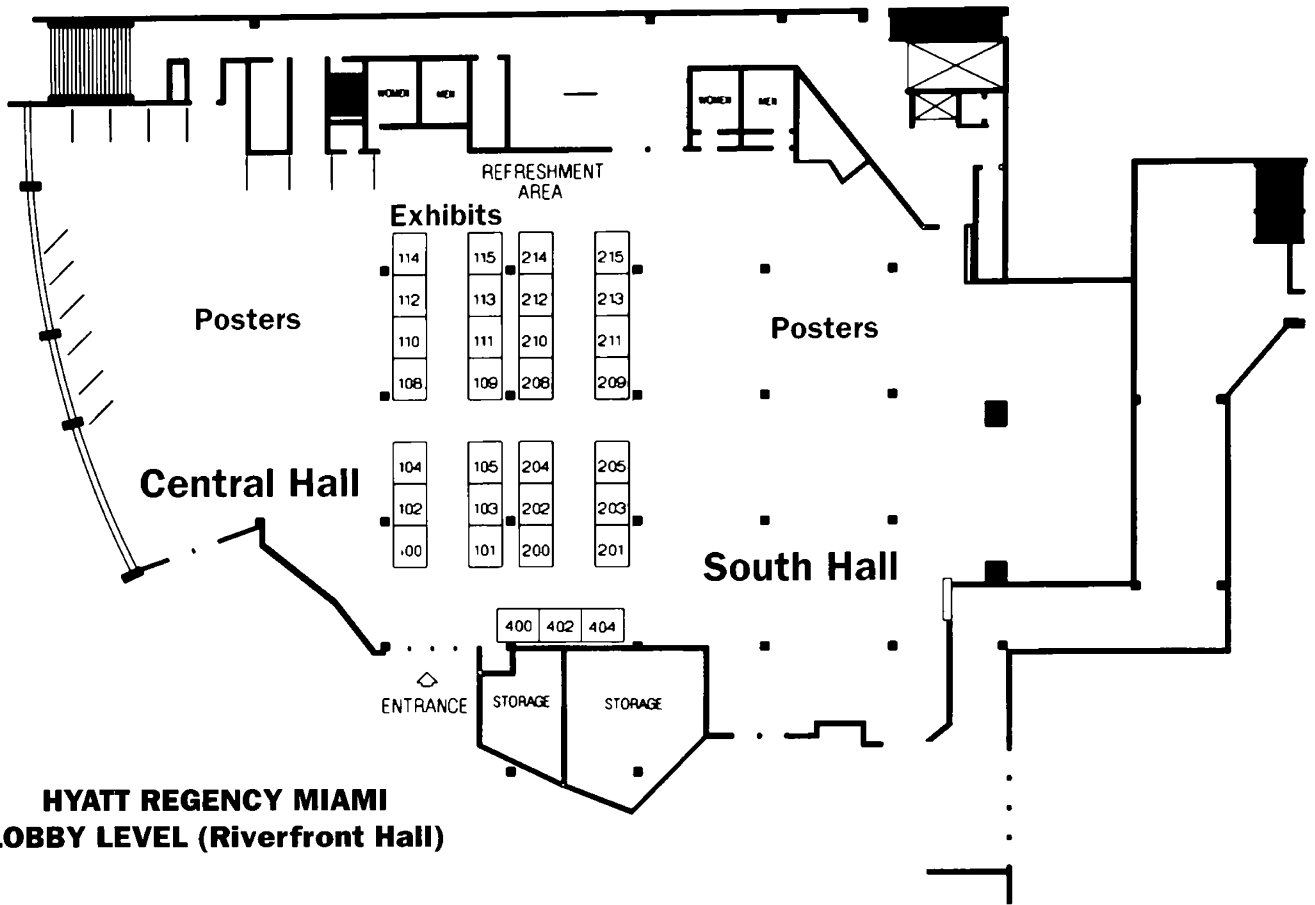 WOMEN MEN
WOMEN MEN
REFRESHMENT
AREA
Exhibits
114 115 214 215
112 113 212 213
Posters
Posters
110 111 210 211
108 109 208 209
Central Hall
104 105 204 205
102 103 202 203
00 101 200 201
South Hall
400 402 404
ENTRANCE
STORAGE
STORAGE
HYATT REGENCY MIAMI
LOBBY LEVEL (Riverfront Hall)